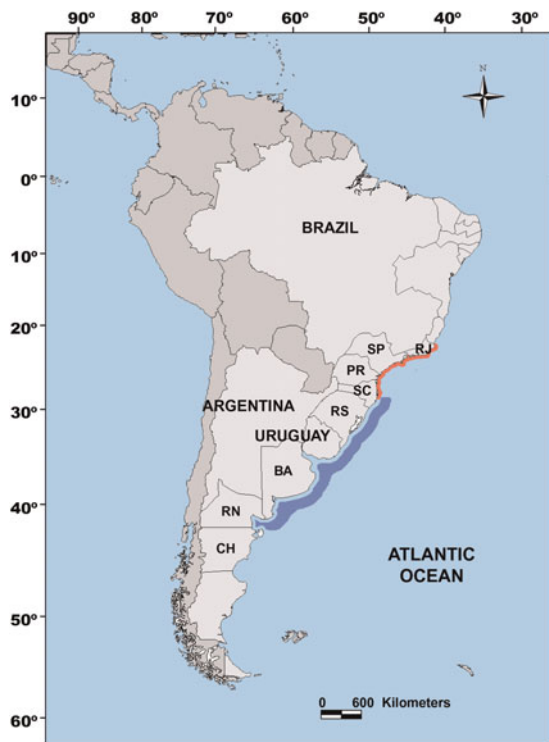 90º 80º 70º 60º 50º 40º 30º
N
10º
0º
10º
20º
30º
40º
50º
60º
BRAZIL
SP
RJ
PR
SC
ARGENTINA
RS
URUGUAY
BA
RN
CH
ATLANTIC
OCEAN
0 600 Kilometers